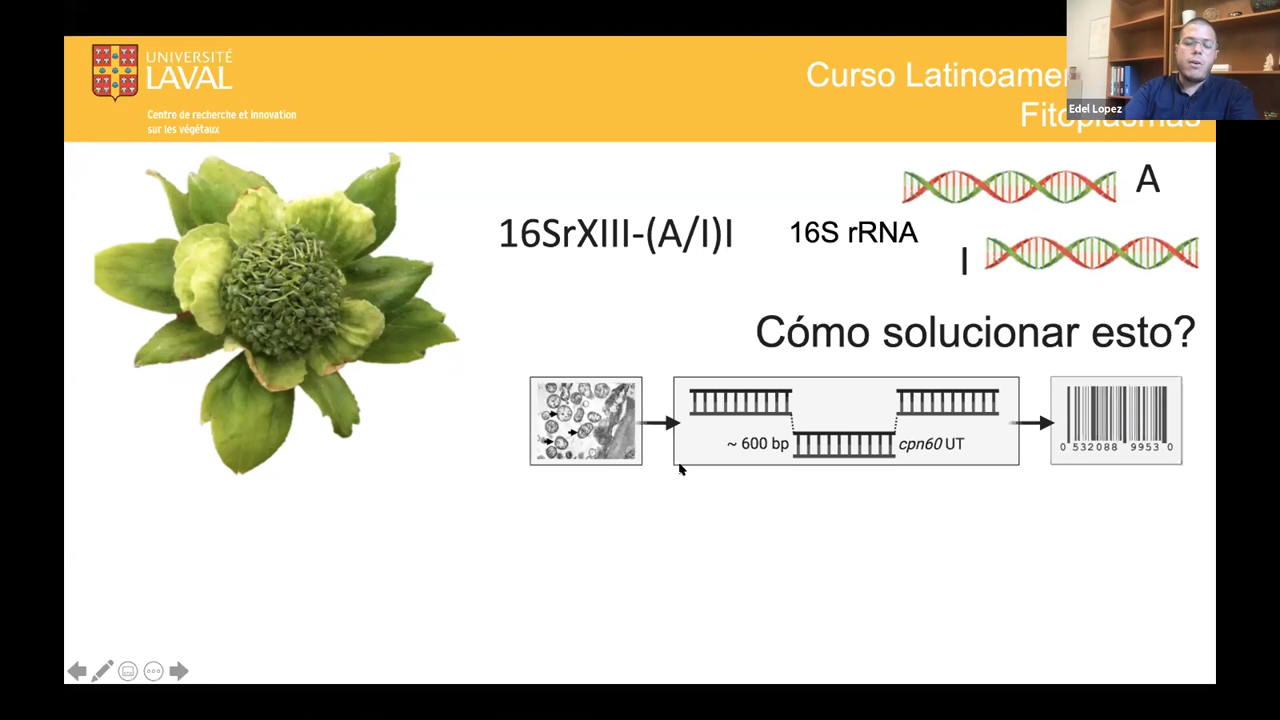 UNIVERSITÉ
LAVAL
Centre de recherche et innovation
sur les végétaux
Curso Latinoamer
Fitoplasmas
Edel Lopez
16SrXIII-(A/I)I
16S rRNA
A
I
Cómo solucionar esto?
~ 600 bp
cpn60 UT
0 532088 9953 0